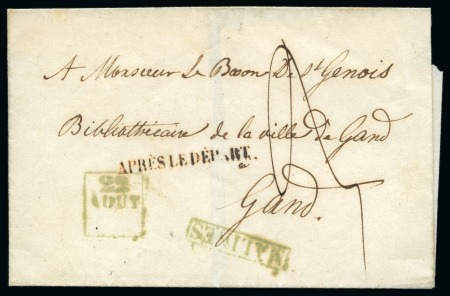 A Monsieur Le Baron De St Genois
Bibliothécaire de la ville de Gand
APRÈS LE DÉPART.
a
Gand.
22
AOUT
MALINES